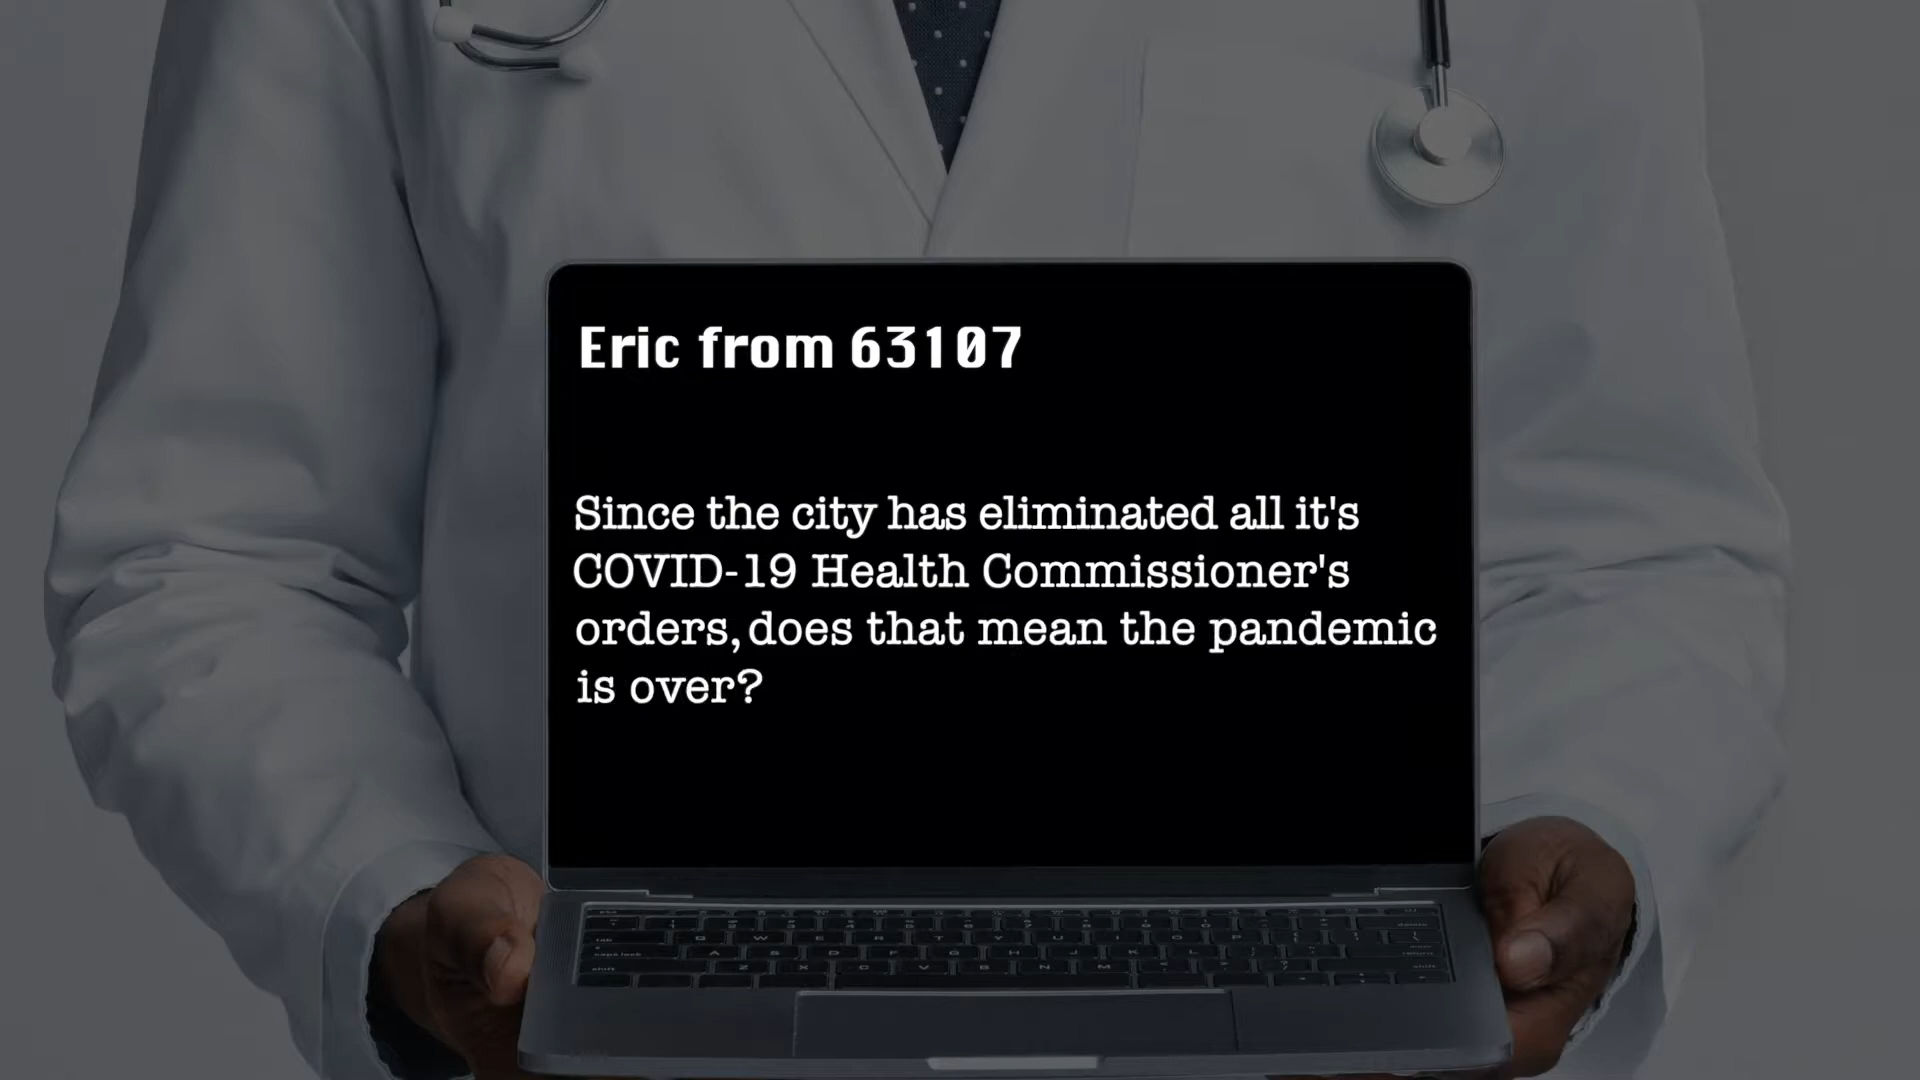 Eric from 63107
Since the city has eliminated all it's
COVID-19 Health Commissioner's
orders, does that mean the pandemic
is over?